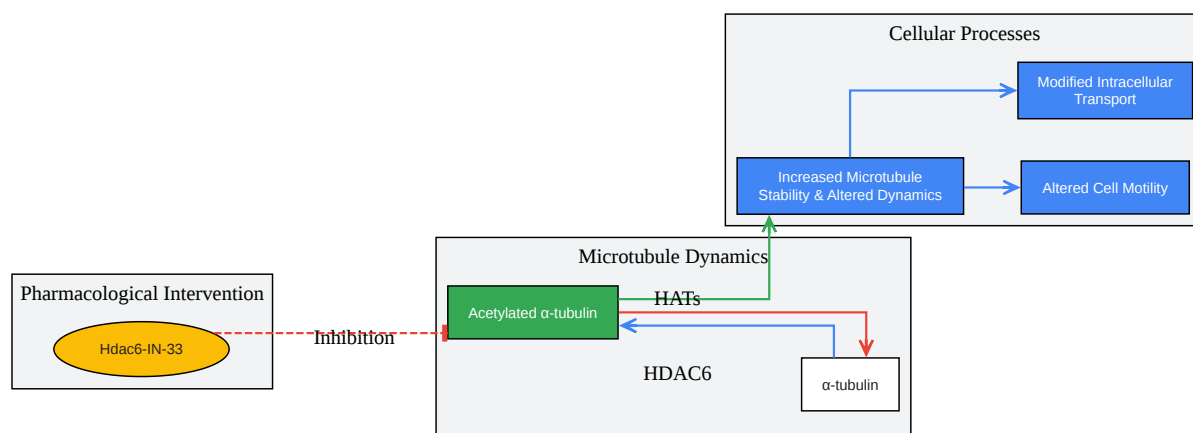 Cellular Processes
Modified Intracellular
Transport
Increased Microtubule
Stability & Altered Dynamics
Altered Cell Motility
Microtubule Dynamics
Pharmacological Intervention
Acetylated α-tubulin
HATs
Inhibition
Hdac6-IN-33
HDAC6
α-tubulin